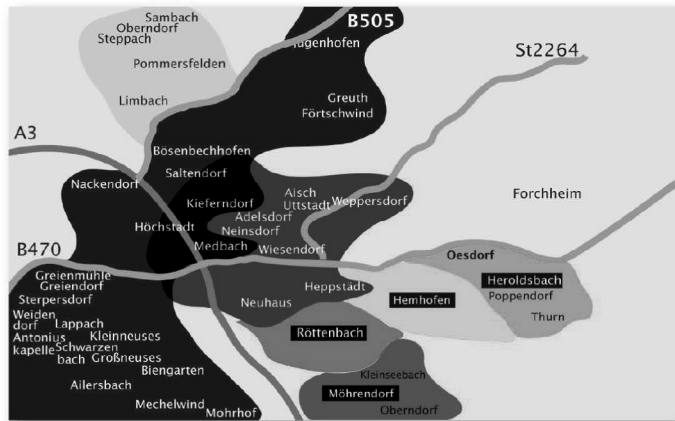 Sambach
Oberndorf
Steppach
B505
Jugenhofen
St2264
Pommersfelden
Limbach
Greuth
Förtschwind
A3
Bösenbechhofen
Saltendorf
Nackendorf
Kieferndorf
Aisch
Uttstadt
Weppersdorf
Forchheim
Adelsdorf
Höchstadt
Neinsdorf
Medbach
Wiesendorf
B470
Oesdorf
Greienmühle
Greiendorf
Heppstädt
Heroldsbach
Sterpersdorf
Neuhaus
Hemhofen
Poppendorf
Weiden
dorf
Lappach
Thurn
Antonius
kapelle
Kleinneuses
Röttenbach
Schwarzen
bach
Großneuses
Biengarten
Kleinseebach
Ailersbach
Möhrendorf
Mechelwind
Mohrhof
Oberndorf